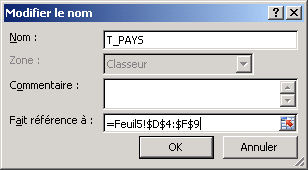 Modifier le nom
Nom : T_PAYS
Zone : Classeur
Commentaire :
Fait référence à : =Feuil5!$D$4:$F$9
OK Annuler